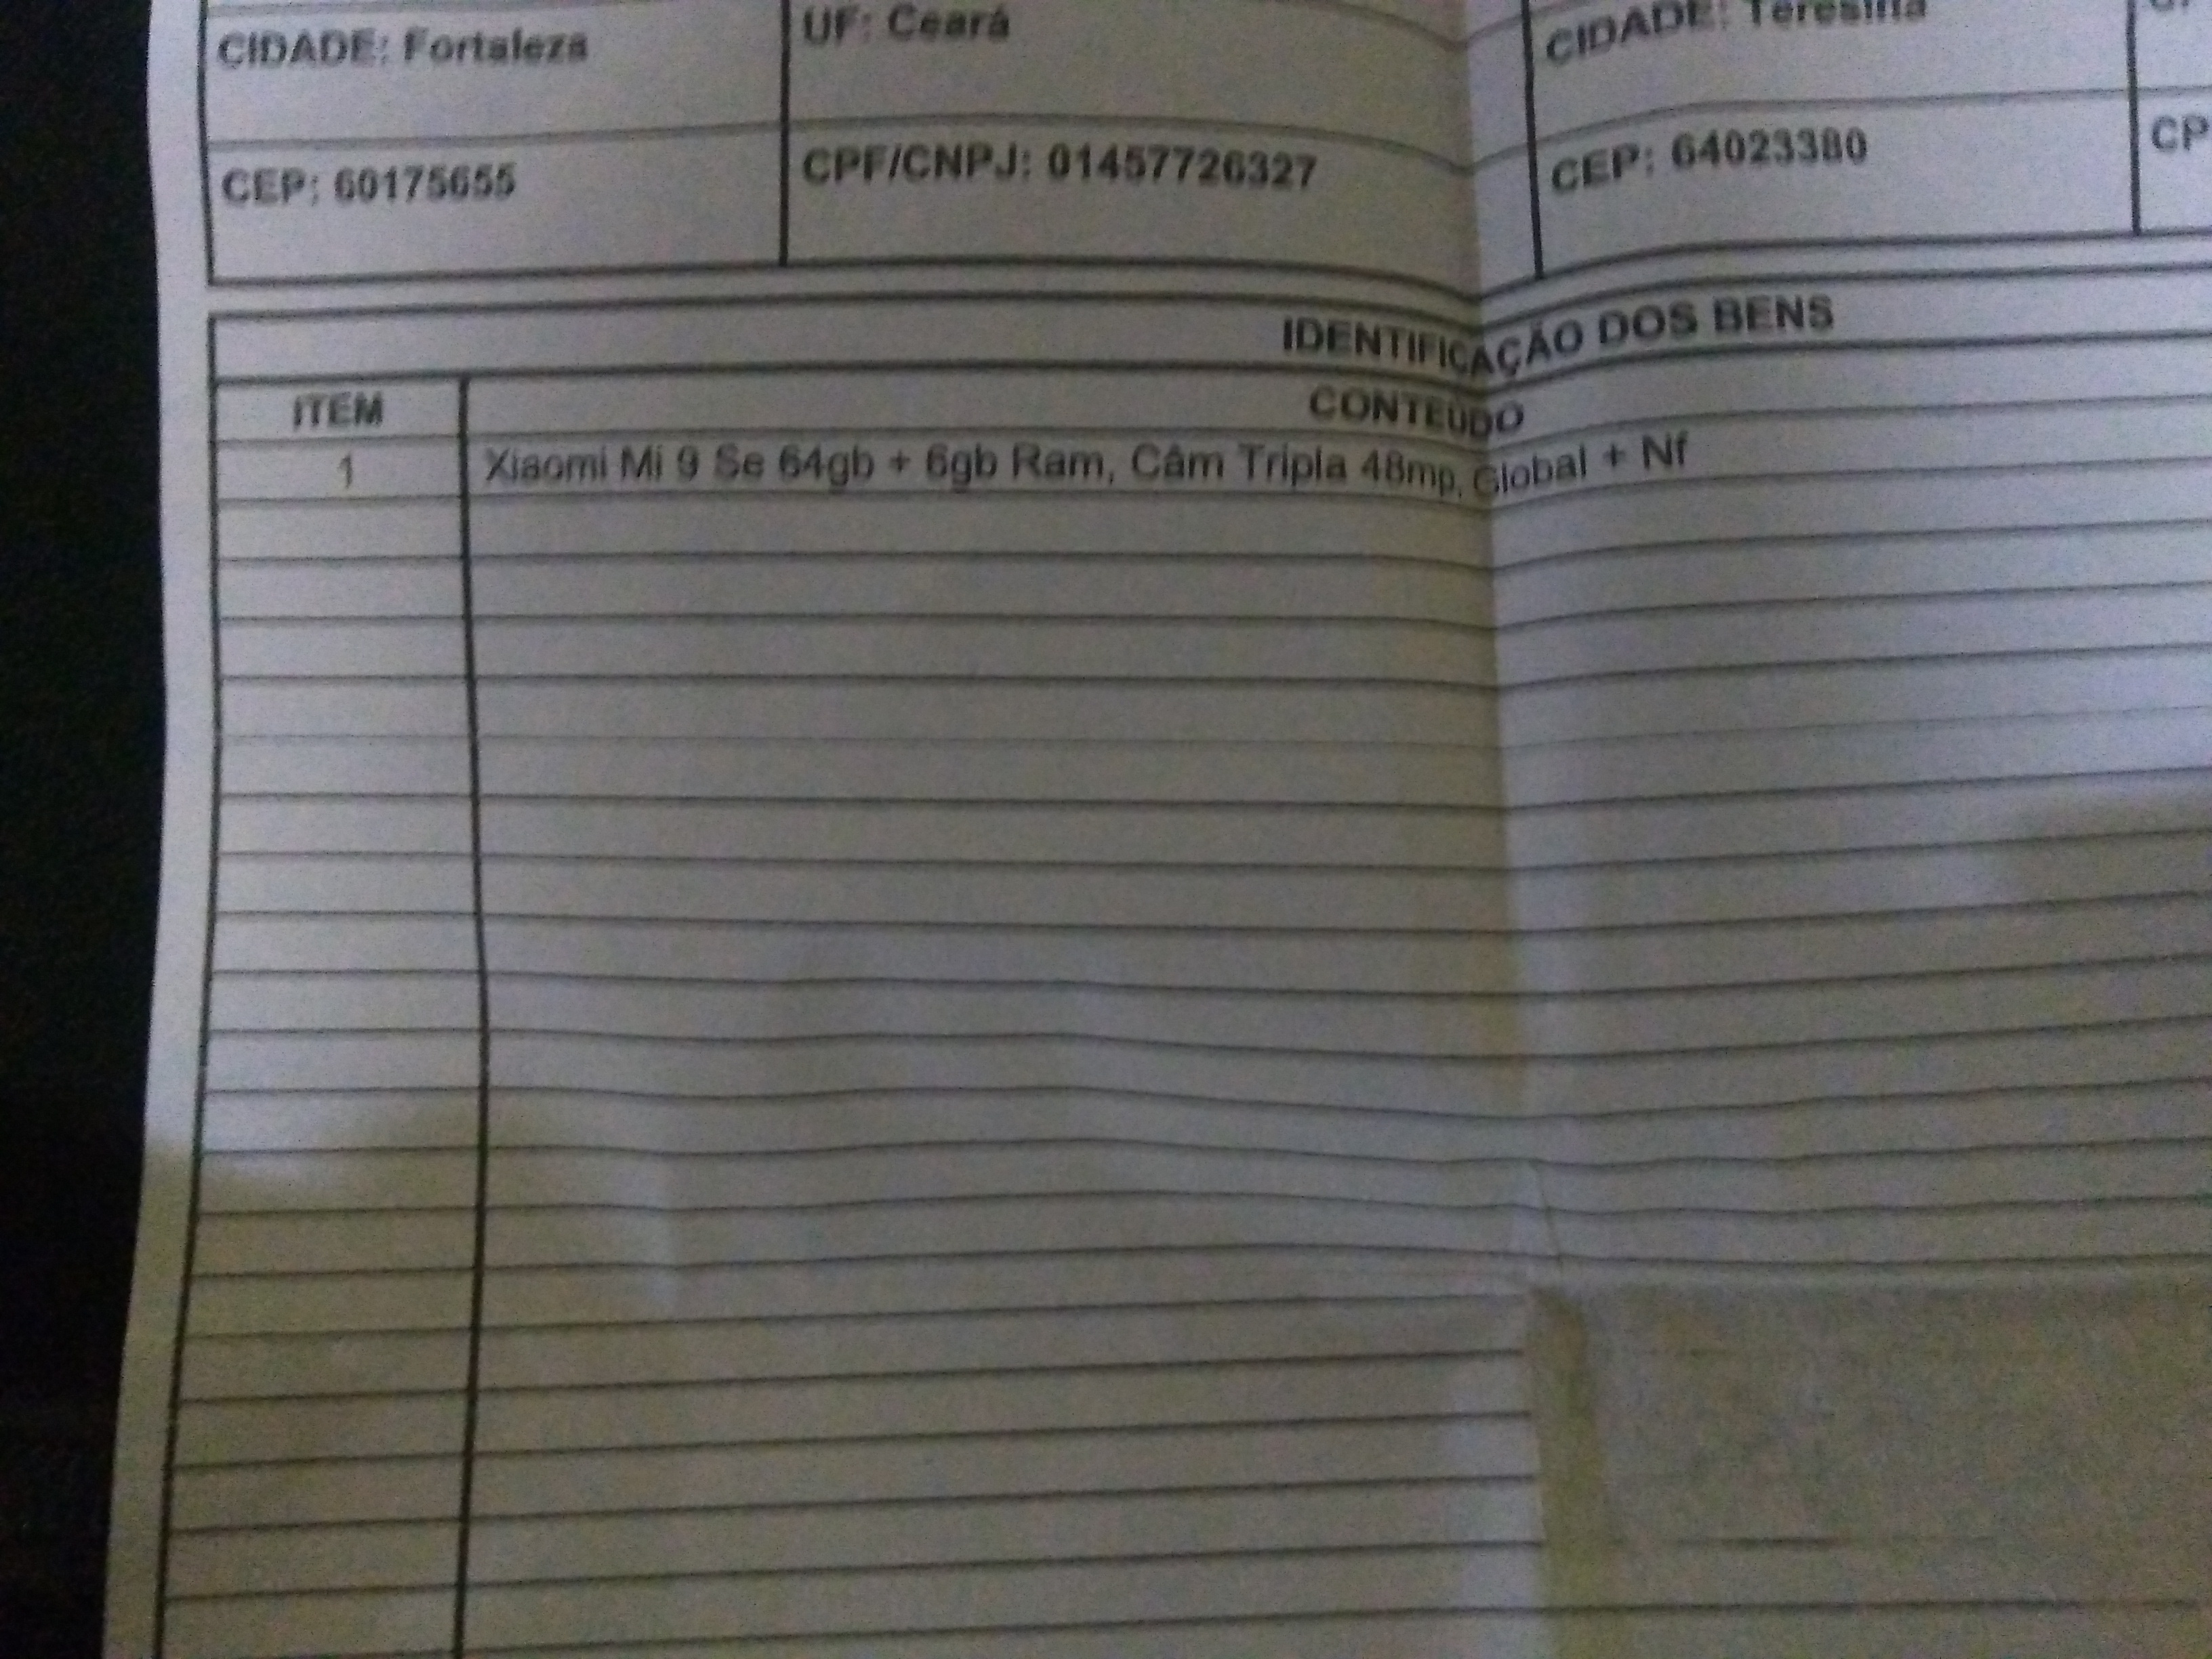 CIDADE: Fortaleza
UF: Ceará
CIDADE: Teresina
CEP: 60175655
CPF/CNPJ: 01457726327
CEP: 64023380
CP
IDENTIFICAÇÃO DOS BENS
ITEM
CONTEÚDO
1
Xiaomi Mi 9 Se 64gb + 6gb Ram, Câm Tripla 48mp, Global + Nf